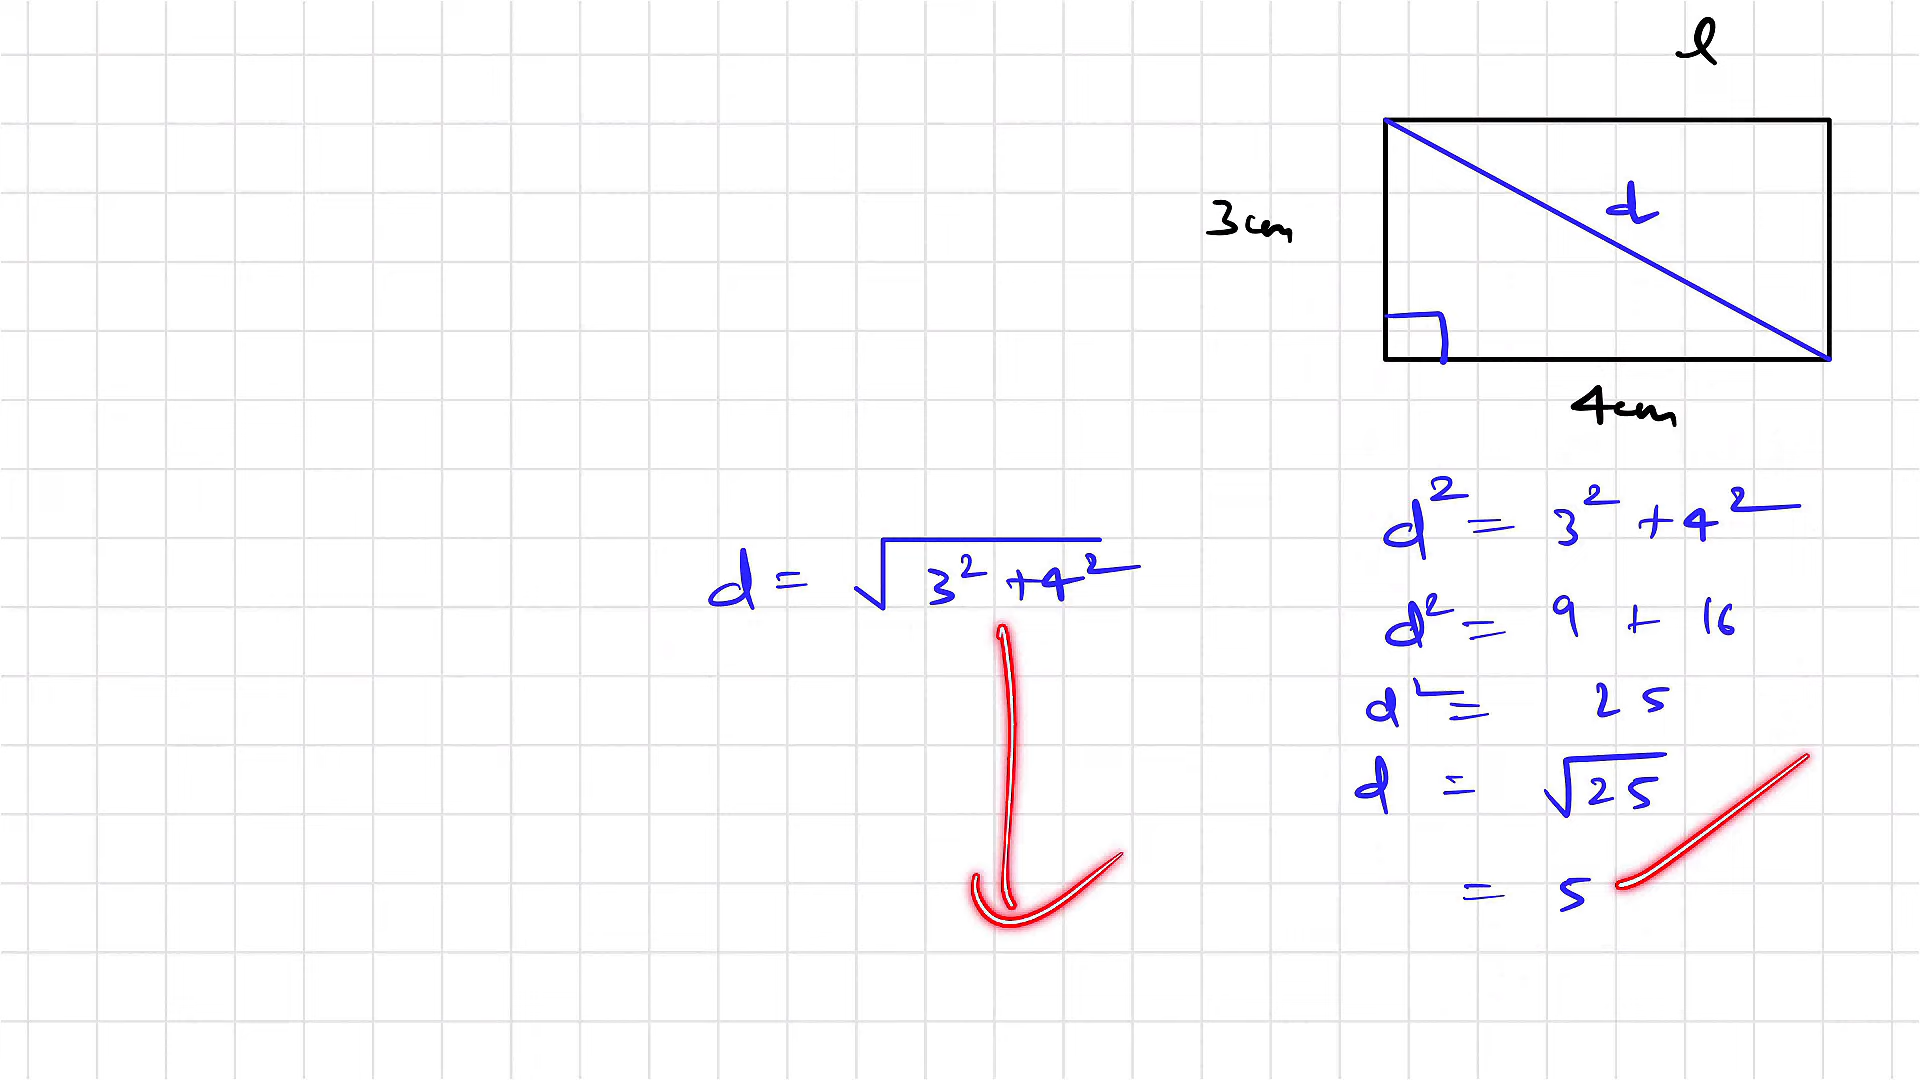 l
3cm
d
4cm
d² = 3² + 4²
d = √(3² + 4²)
d² = 9 + 16
d² = 25
d = √25
= 5